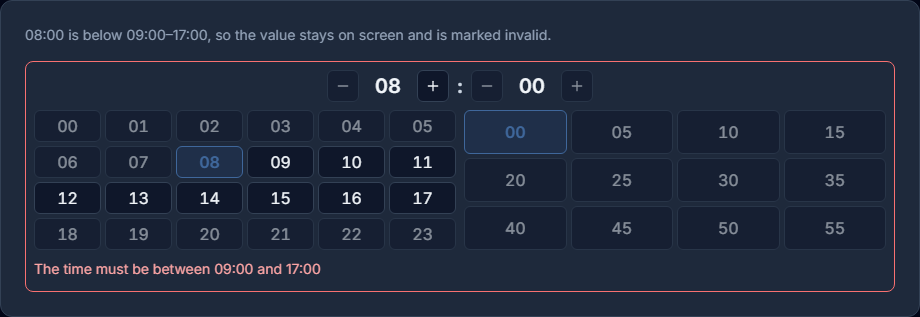 08:00 is below 09:00–17:00, so the value stays on screen and is marked invalid.
− 08 + : − 00 +
00 01 02 03 04 05
06 07 08 09 10 11
12 13 14 15 16 17
18 19 20 21 22 23
00 05 10 15
20 25 30 35
40 45 50 55
The time must be between 09:00 and 17:00